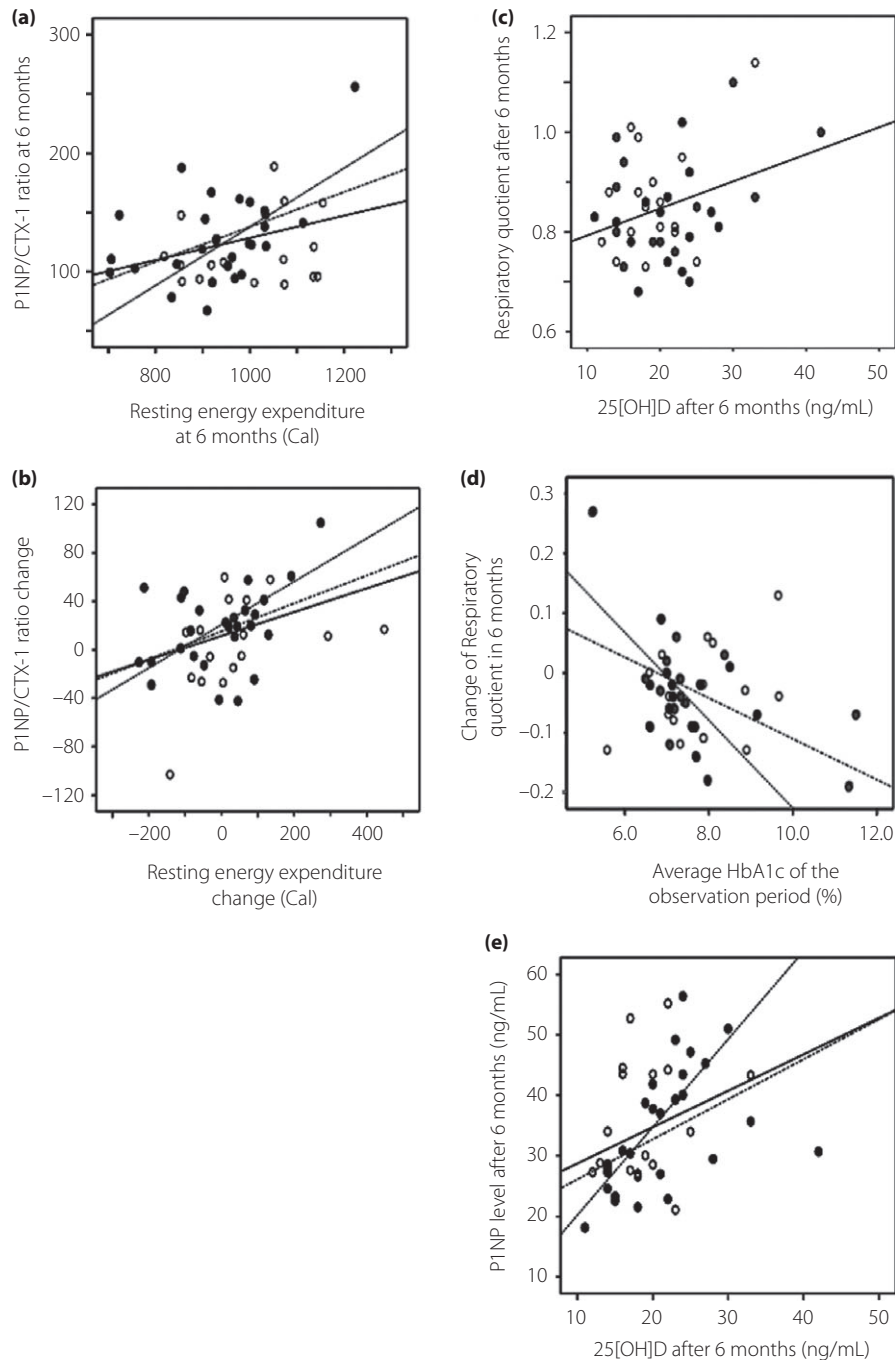 (a)
P1NP/CTX-1 ratio at 6 months
300
200
100
800 1000 1200
Resting energy expenditure
at 6 months (Cal)
(b)
P1NP/CTX-1 ratio change
120
80
40
0
−40
−80
−120
−200 0 200 400
Resting energy expenditure
change (Cal)
(c)
Respiratory quotient after 6 months
1.2
1.0
0.8
0.6
10 20 30 40 50
25[OH]D after 6 months (ng/mL)
(d)
Change of Respiratory
quotient in 6 months
0.3
0.2
0.1
0
−0.1
−0.2
6.0 8.0 10.0 12.0
Average HbA1c of the
observation period (%)
(e)
P1NP level after 6 months (ng/mL)
60
50
40
30
20
10
10 20 30 40 50
25[OH]D after 6 months (ng/mL)